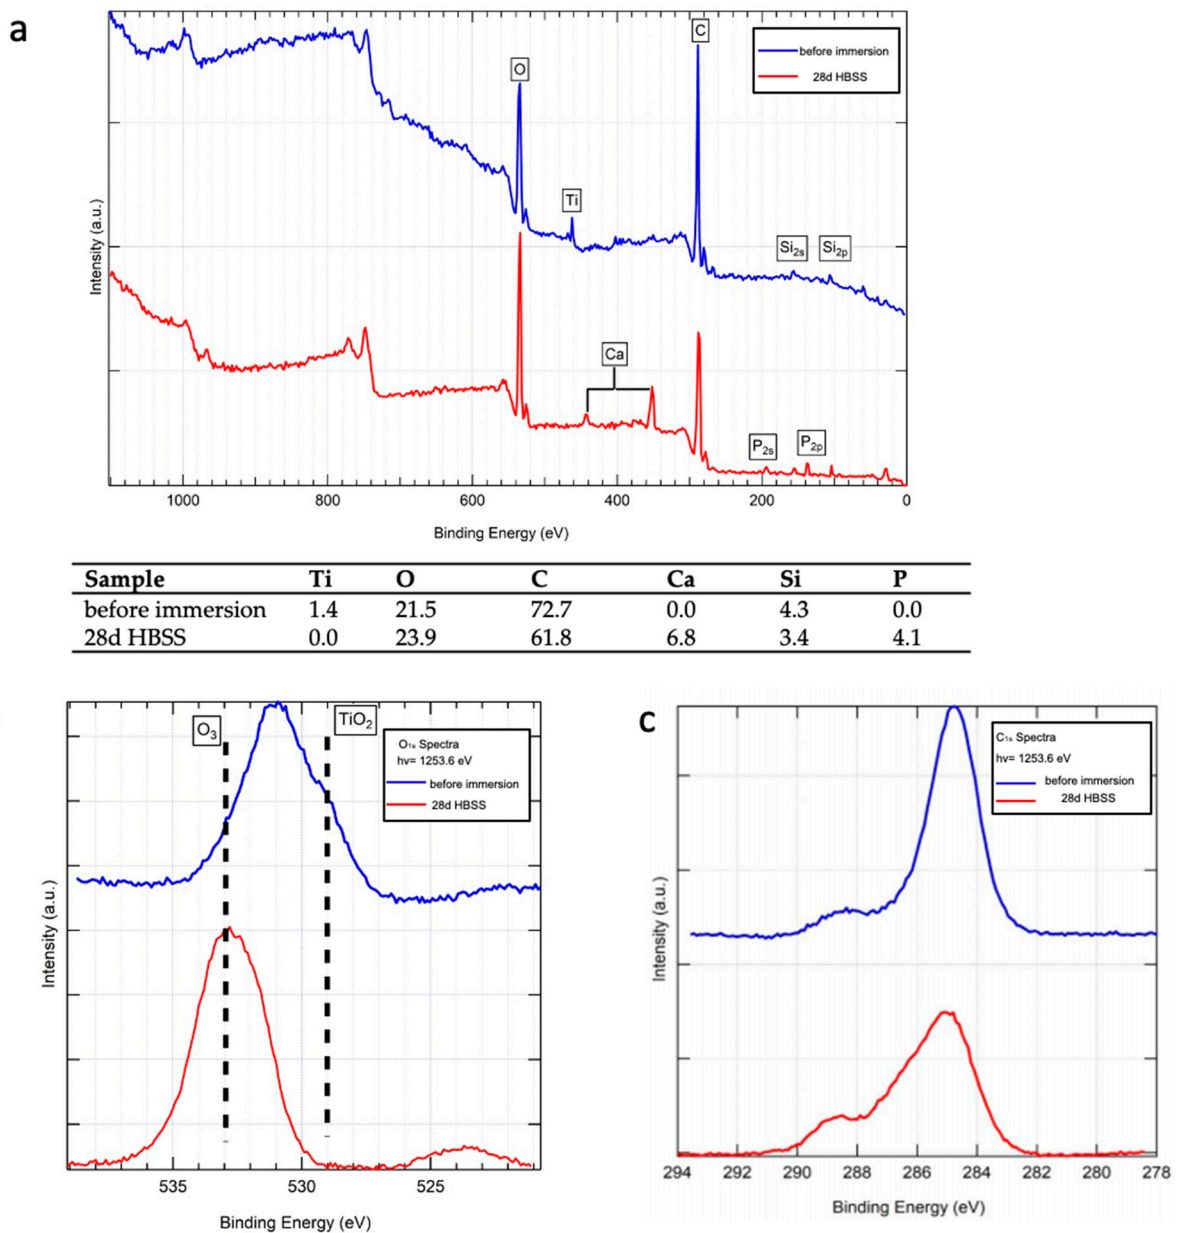 a
O
C
before immersion
28d HBSS
Ti
Si2s
Si2p
Intensity (a.u.)
Ca
P2s
P2p
1000 800 600 400 200 0
Binding Energy (eV)
Sample Ti O C Ca Si P
before immersion 1.4 21.5 72.7 0.0 4.3 0.0
28d HBSS 0.0 23.9 61.8 6.8 3.4 4.1
O3
TiO2
O1s Spectra
hv= 1253.6 eV
before immersion
28d HBSS
Intensity (a.u.)
535 530 525
Binding Energy (eV)
C
C1s Spectra
hv= 1253.6 eV
before immersion
28d HBSS
Intensity (a.u.)
294 292 290 288 286 284 282 280 278
Binding Energy (eV)